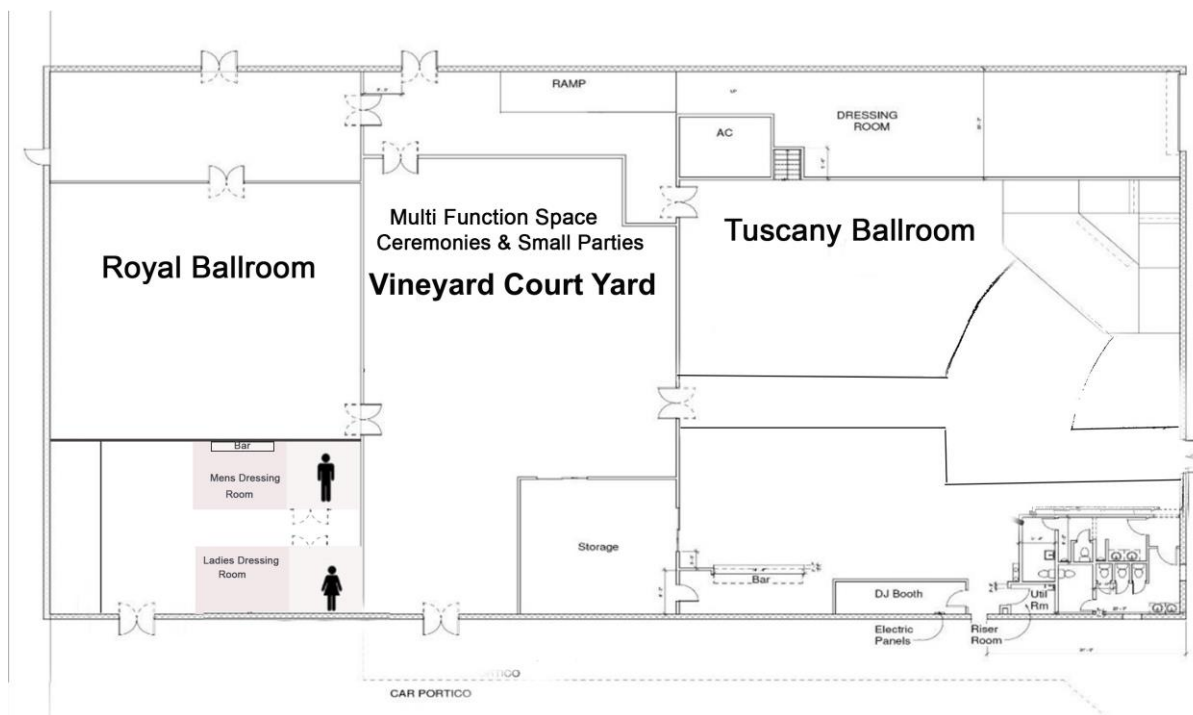 RAMP
UP
DRESSING
ROOM
AC
Multi Function Space
Ceremonies & Small Parties
Vineyard Court Yard
Royal Ballroom
Tuscany Ballroom
Bar
Mens Dressing
Room
Ladies Dressing
Room
Storage
Bar
DJ Booth
Util
Rm
Electric
Panels
Riser
Room
CAR PORTICO